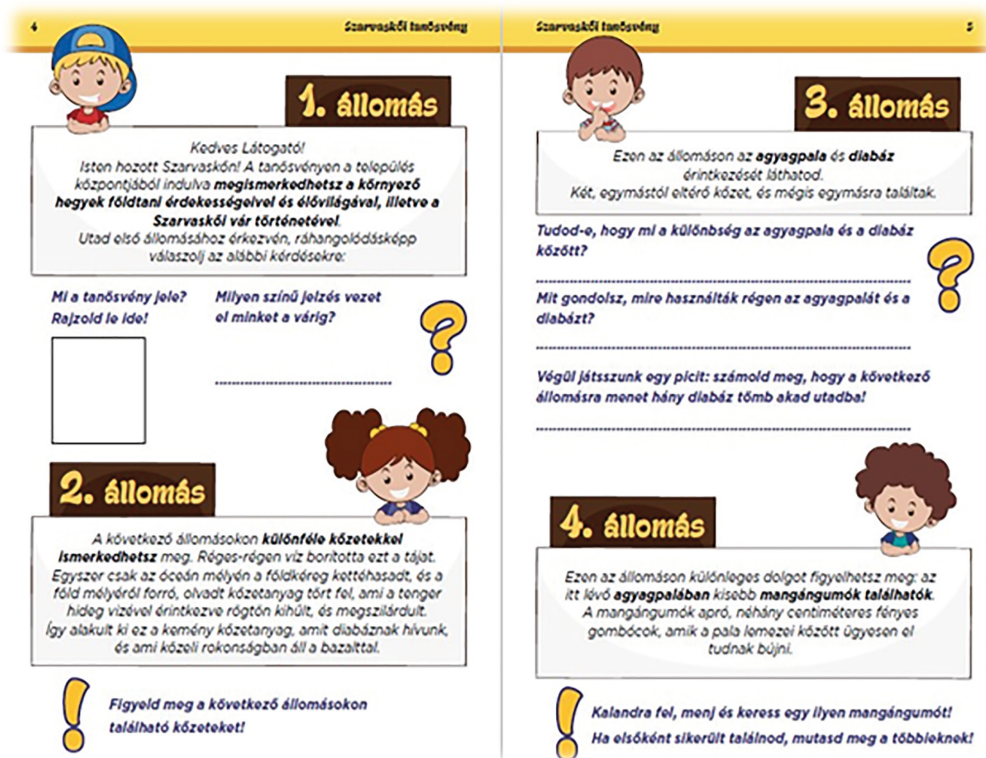 4
Szarvaskői tanösvény
1. állomás
Kedves Látogató!
Isten hozott Szarvaskőn! A tanösvényen a település
központjából indulva megismerkedhetsz a környező
hegyek földtani érdekességeivel és élővilágával, illetve a
Szarvaskői vár történetével.
Utad első állomásához érkezvén, ráhangolódásképp
válaszolj az alábbi kérdésekre:
Mi a tanösvény jele?
Rajzold le ide!
Milyen színű jelzés vezet
el minket a várig?
2. állomás
A következő állomásokon különféle kőzetekkel
ismerkedhetsz meg. Réges-régen víz borította ezt a tájat.
Egyszer csak az óceán mélyén a földkéreg kettéhasadt, és a
föld mélyéről forró, olvadt kőzetanyag tört fel, ami a tenger
hideg vizével érintkezve rögtön kihűlt, és megszilárdult.
Így alakult ki ez a kemény kőzetanyag, amit diabáznak hívunk,
és ami közeli rokonságban áll a bazalttal.
Figyeld meg a következő állomásokon
található kőzeteket!
Szarvaskői tanösvény
5
3. állomás
Ezen az állomáson az agyagpala és diabáz
érintkezését láthatod.
Két, egymástól eltérő kőzet, és mégis egymásra találtak.
Tudod-e, hogy mi a különbség az agyagpala és a diabáz
között?
Mit gondolsz, mire használták régen az agyagpalát és a
diabázt?
Végül játsszunk egy picit: számold meg, hogy a következő
állomásra menet hány diabáz tömb akad utadba!
4. állomás
Ezen az állomáson különleges dolgot figyelhetsz meg: az
itt lévő agyagpalában kisebb mangángumók találhatók.
A mangángumók apró, néhány centiméteres fényes
gombócok, amik a pala lemezei között ügyesen el
tudnak bújni.
Kalandra fel, menj és keress egy ilyen mangángumót!
Ha elsőként sikerült találnod, mutasd meg a többieknek!